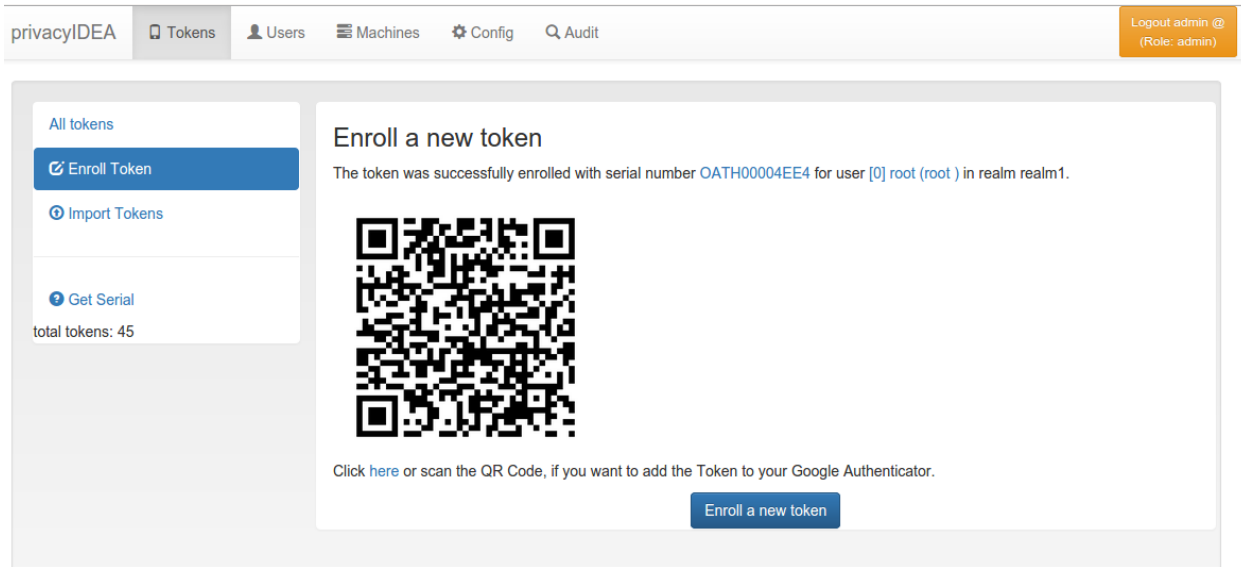 privacyIDEA Tokens Users Machines Config Audit
Logout admin @
(Role: admin)
All tokens
Enroll Token
Import Tokens
Get Serial
total tokens: 45
Enroll a new token
The token was successfully enrolled with serial number OATH00004EE4 for user [0] root (root ) in realm realm1.
Click here or scan the QR Code, if you want to add the Token to your Google Authenticator.
Enroll a new token